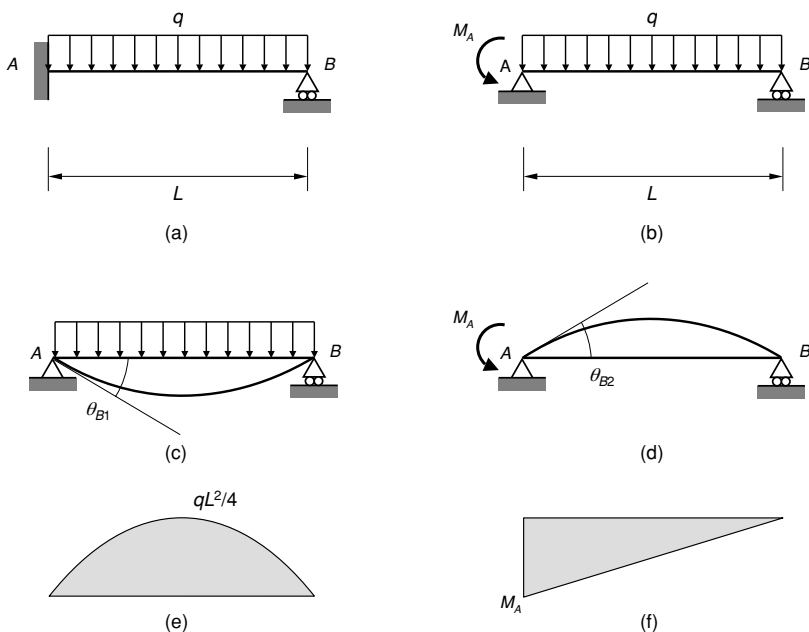 q
A
B
L
(a)
M_A
q
A
B
L
(b)
A
B
θ_B1
(c)
M_A
A
B
θ_B2
(d)
qL²/4
(e)
M_A
(f)